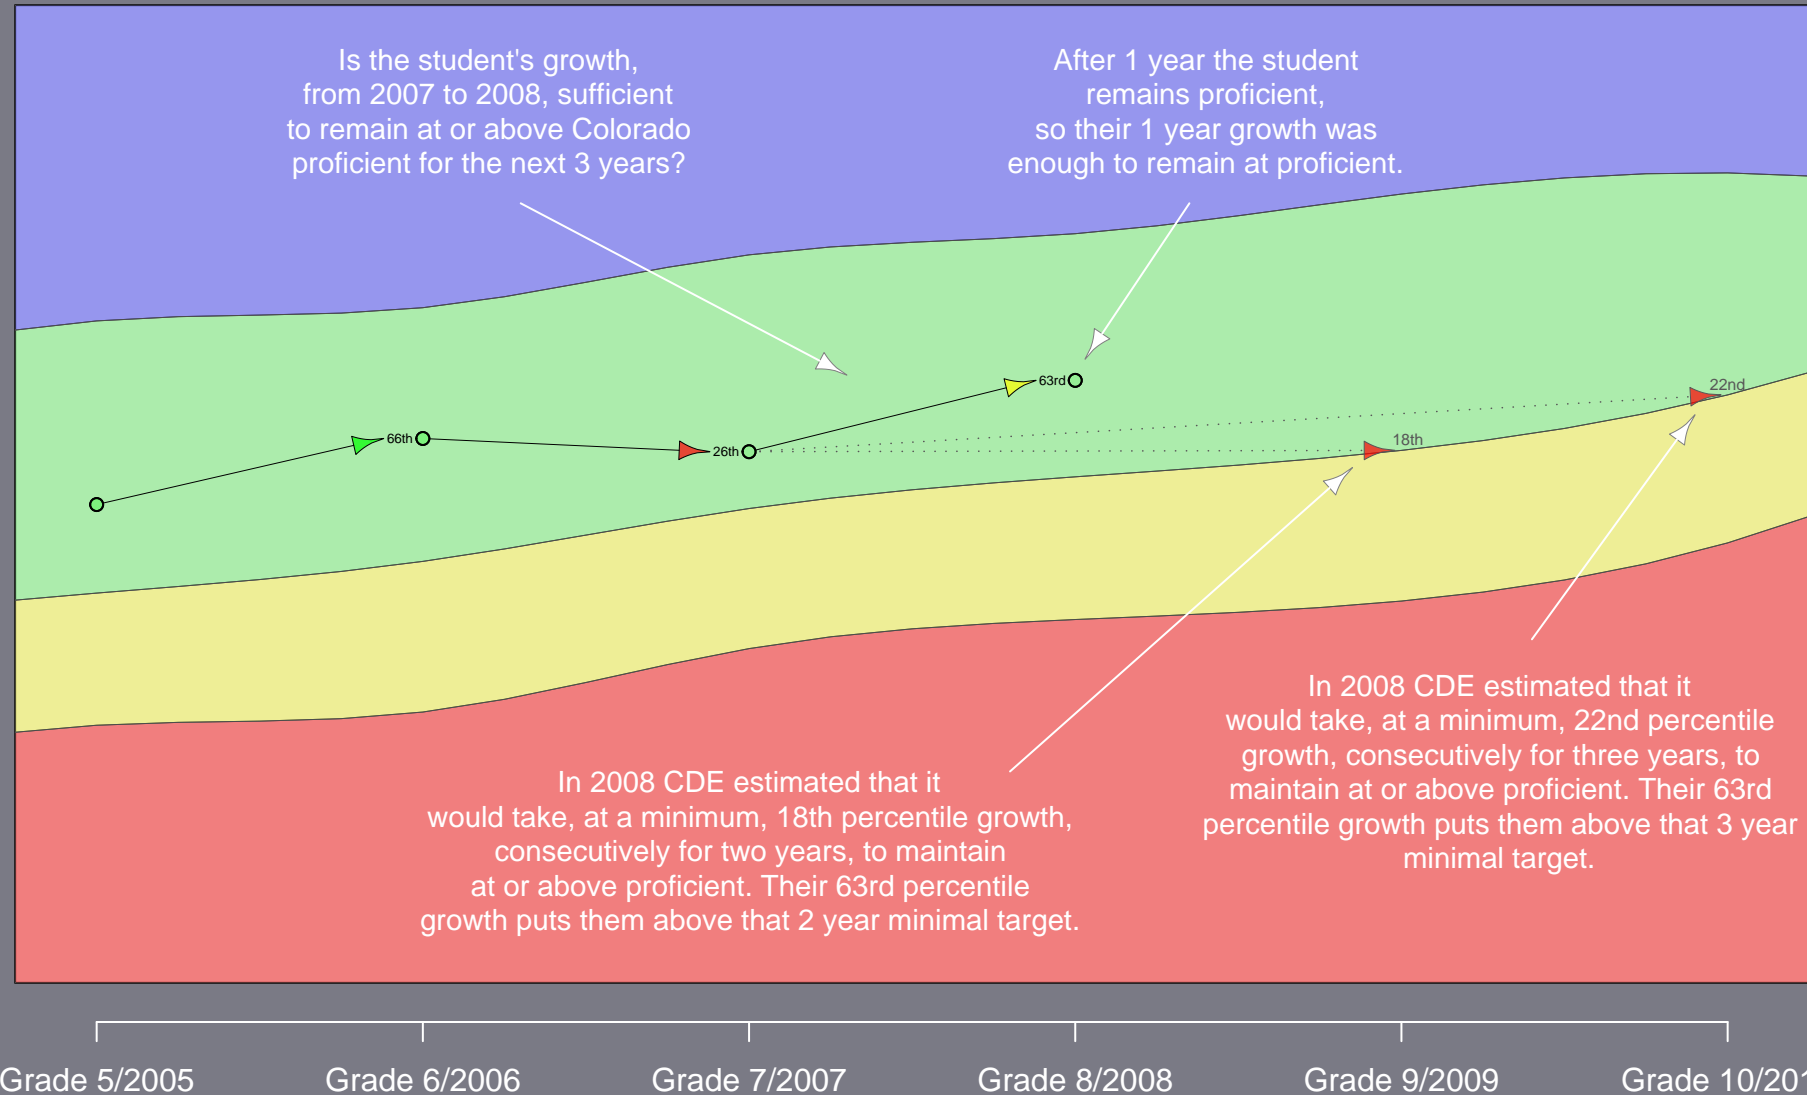 Is the student's growth,
from 2007 to 2008, sufficient
to remain at or above Colorado
proficient for the next 3 years?
After 1 year the student
remains proficient,
so their 1 year growth was
enough to remain at proficient.
66th
26th
63rd
18th
22nd
In 2008 CDE estimated that it
would take, at a minimum, 18th percentile growth,
consecutively for two years, to maintain
at or above proficient. Their 63rd percentile
growth puts them above that 2 year minimal target.
In 2008 CDE estimated that it
would take, at a minimum, 22nd percentile
growth, consecutively for three years, to
maintain at or above proficient. Their 63rd
percentile growth puts them above that 3 year
minimal target.
Grade 5/2005
Grade 6/2006
Grade 7/2007
Grade 8/2008
Grade 9/2009
Grade 10/201